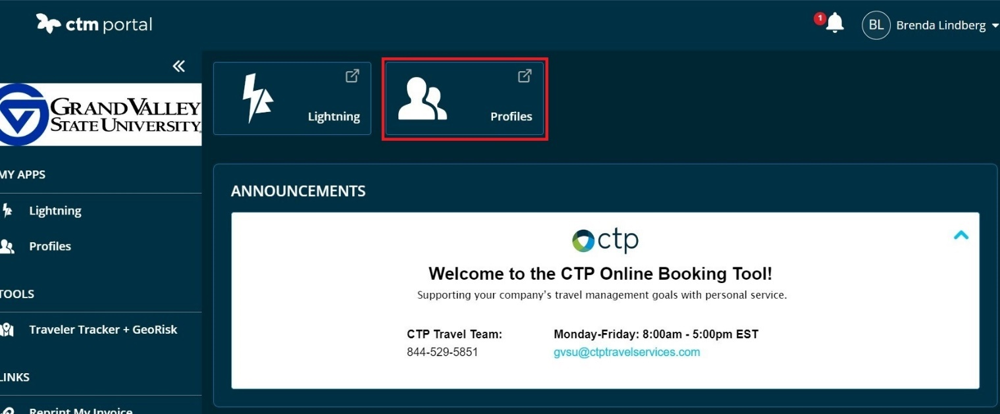 ctm portal
1
BL
Brenda Lindberg
GRAND VALLEY
STATE UNIVERSITY
Lightning
Profiles
MY APPS
Lightning
Profiles
TOOLS
Traveler Tracker + GeoRisk
LINKS
Reprint My Invoice
ANNOUNCEMENTS
ctp
Welcome to the CTP Online Booking Tool!
Supporting your company's travel management goals with personal service.
CTP Travel Team:
844-529-5851
Monday-Friday: 8:00am - 5:00pm EST
gvsu@ctptravelservices.com